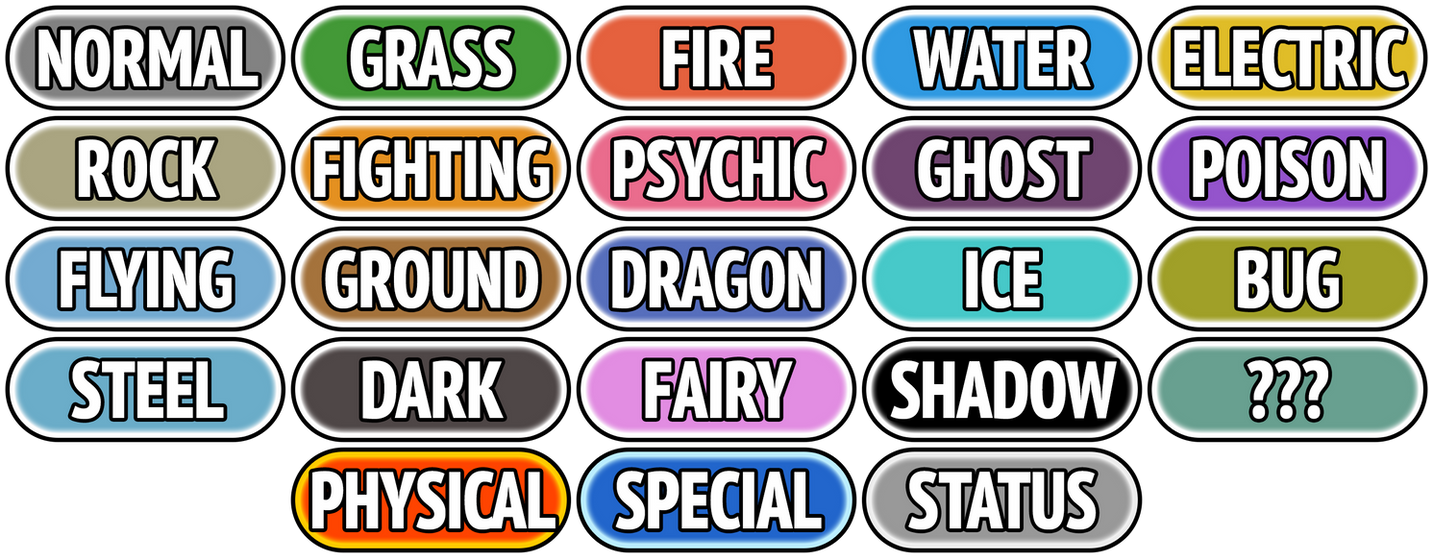 NORMAL GRASS FIRE WATER ELECTRIC
ROCK FIGHTING PSYCHIC GHOST POISON
FLYING GROUND DRAGON ICE BUG
STEEL DARK FAIRY SHADOW ???
PHYSICAL SPECIAL STATUS